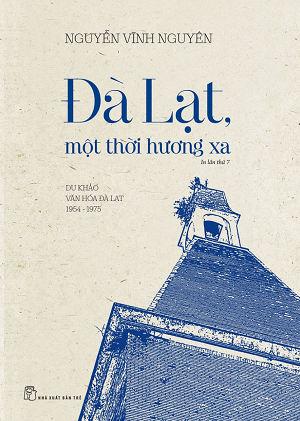 NGUYỄN VĨNH NGUYÊN
Đà Lạt,
một thời hương xa
In lần thứ 7
DU KHẢO
VĂN HÓA ĐÀ LẠT
1954 - 1975
NHÀ XUẤT BẢN TRẺ